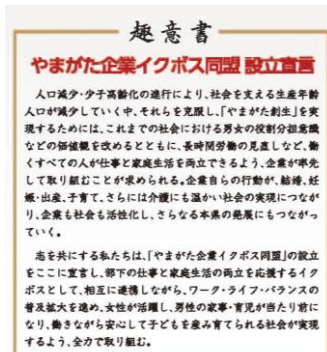 趣意書
やまがた企業イクボス同盟 設立宣言
人口減少・少子高齢化の進行により、社会を支える生産年齢
人口が減少していく中、それらを克服し、「やまがた創生」を実
現するためには、これまでの社会における男女の役割分担意識
などの価値観を改めるとともに、長時間労働の見直しなど、働
くすべての人が仕事と家庭生活を両立できるよう、企業が率先
して取り組むことが求められる。企業自らの行動が、結婚、妊
娠・出産、子育て、さらには介護にも温かい社会の実現につなが
り、企業も社会も活性化し、さらなる本県の発展にもつながっ
ていく。
志を共にする私たちは、「やまがた企業イクボス同盟」の設立
をここに宣言し、部下の仕事と家庭生活の両立を応援するイク
ボスとして、相互に連携しながら、ワーク・ライフ・バランスの
普及拡大を進め、女性が活躍し、男性の家事・育児が当たり前に
なり、働きながら安心して子どもを産み育てられる社会が実現
するよう、全力で取り組む。